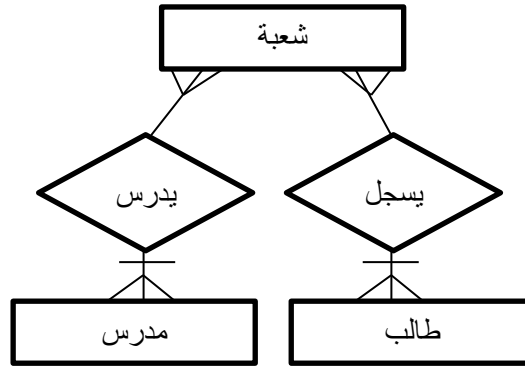 شعبة
يسجل
يدرس
طالب
مدرس